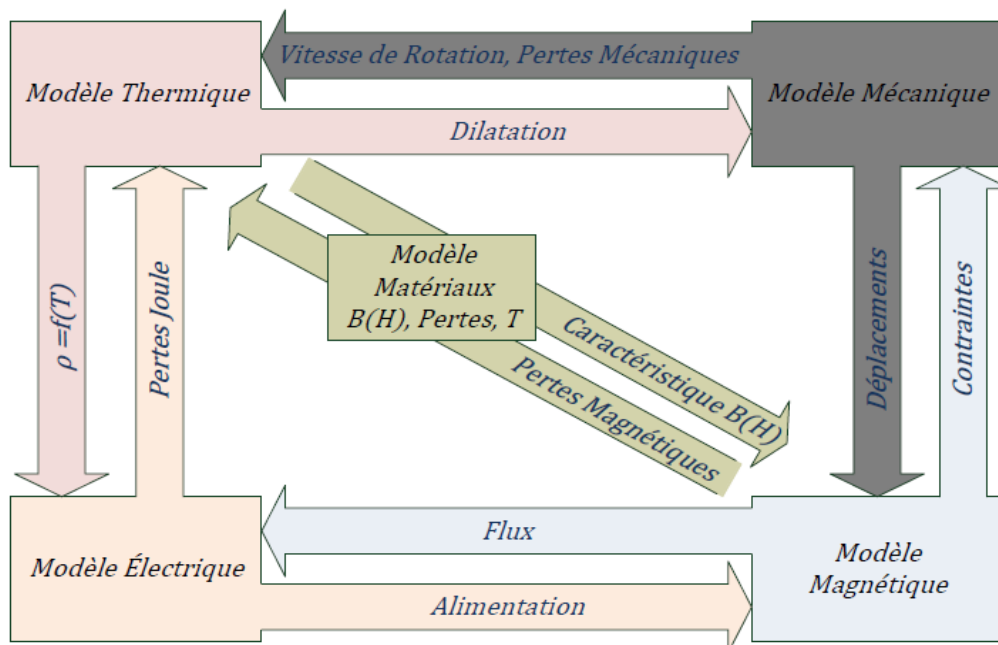 Vitesse de Rotation, Pertes Mécaniques
Modèle Thermique
Modèle Mécanique
Dilatation
Modèle
Matériaux
B(H), Pertes, T
ρ =f(T)
Pertes Joule
Caractéristique B(H)
Pertes Magnétiques
Déplacements
Contraintes
Flux
Modèle Électrique
Modèle
Magnétique
Alimentation